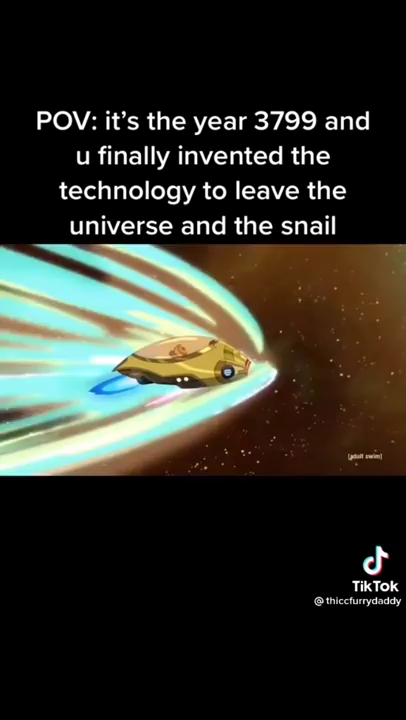 POV: it's the year 3799 and
u finally invented the
technology to leave the
universe and the snail
[adult swim]
TikTok
@thiccfurrydaddy